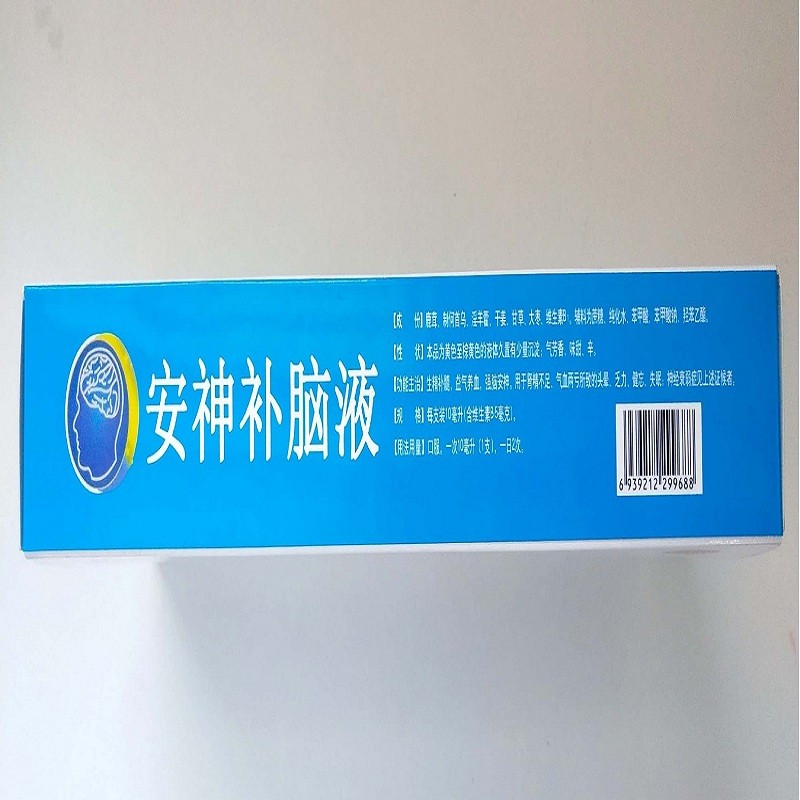 安神补脑液
【成 份】鹿茸、制何首乌、淫羊藿、干姜、甘草、大枣、维生素B₁。辅料为蔗糖、纯化水、苯甲酸、苯甲酸钠、羟苯乙酯。
【性 状】本品为黄色至棕黄色的液体久置有少量沉淀；气芳香，味甜、辛。
【功能主治】生精补髓，益气养血，强脑安神。用于肾精不足、气血两亏所致的头晕、乏力、健忘、失眠；神经衰弱症见上述证候者。
【规 格】每支装10毫升(含维生素B₁5毫克)。
【用法用量】口服，一次10毫升（1支），一日2次。
6 939212 299688